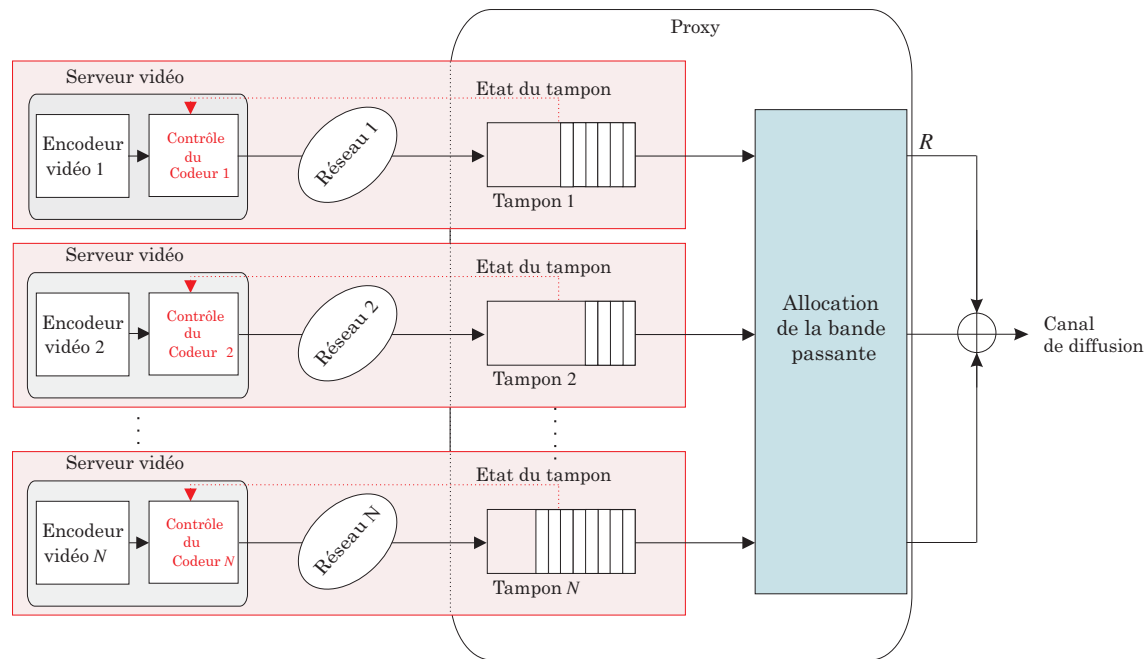 Proxy
Serveur vidéo
Etat du tampon
Encodeur
vidéo 1
Contrôle
du
Codeur 1
Réseau 1
Tampon 1
R
Serveur vidéo
Etat du tampon
Encodeur
vidéo 2
Contrôle
du
Codeur 2
Réseau 2
Tampon 2
Allocation
de la bande
passante
Canal
de diffusion
Serveur vidéo
Etat du tampon
Encodeur
vidéo N
Contrôle
du
Codeur N
Réseau N
Tampon N